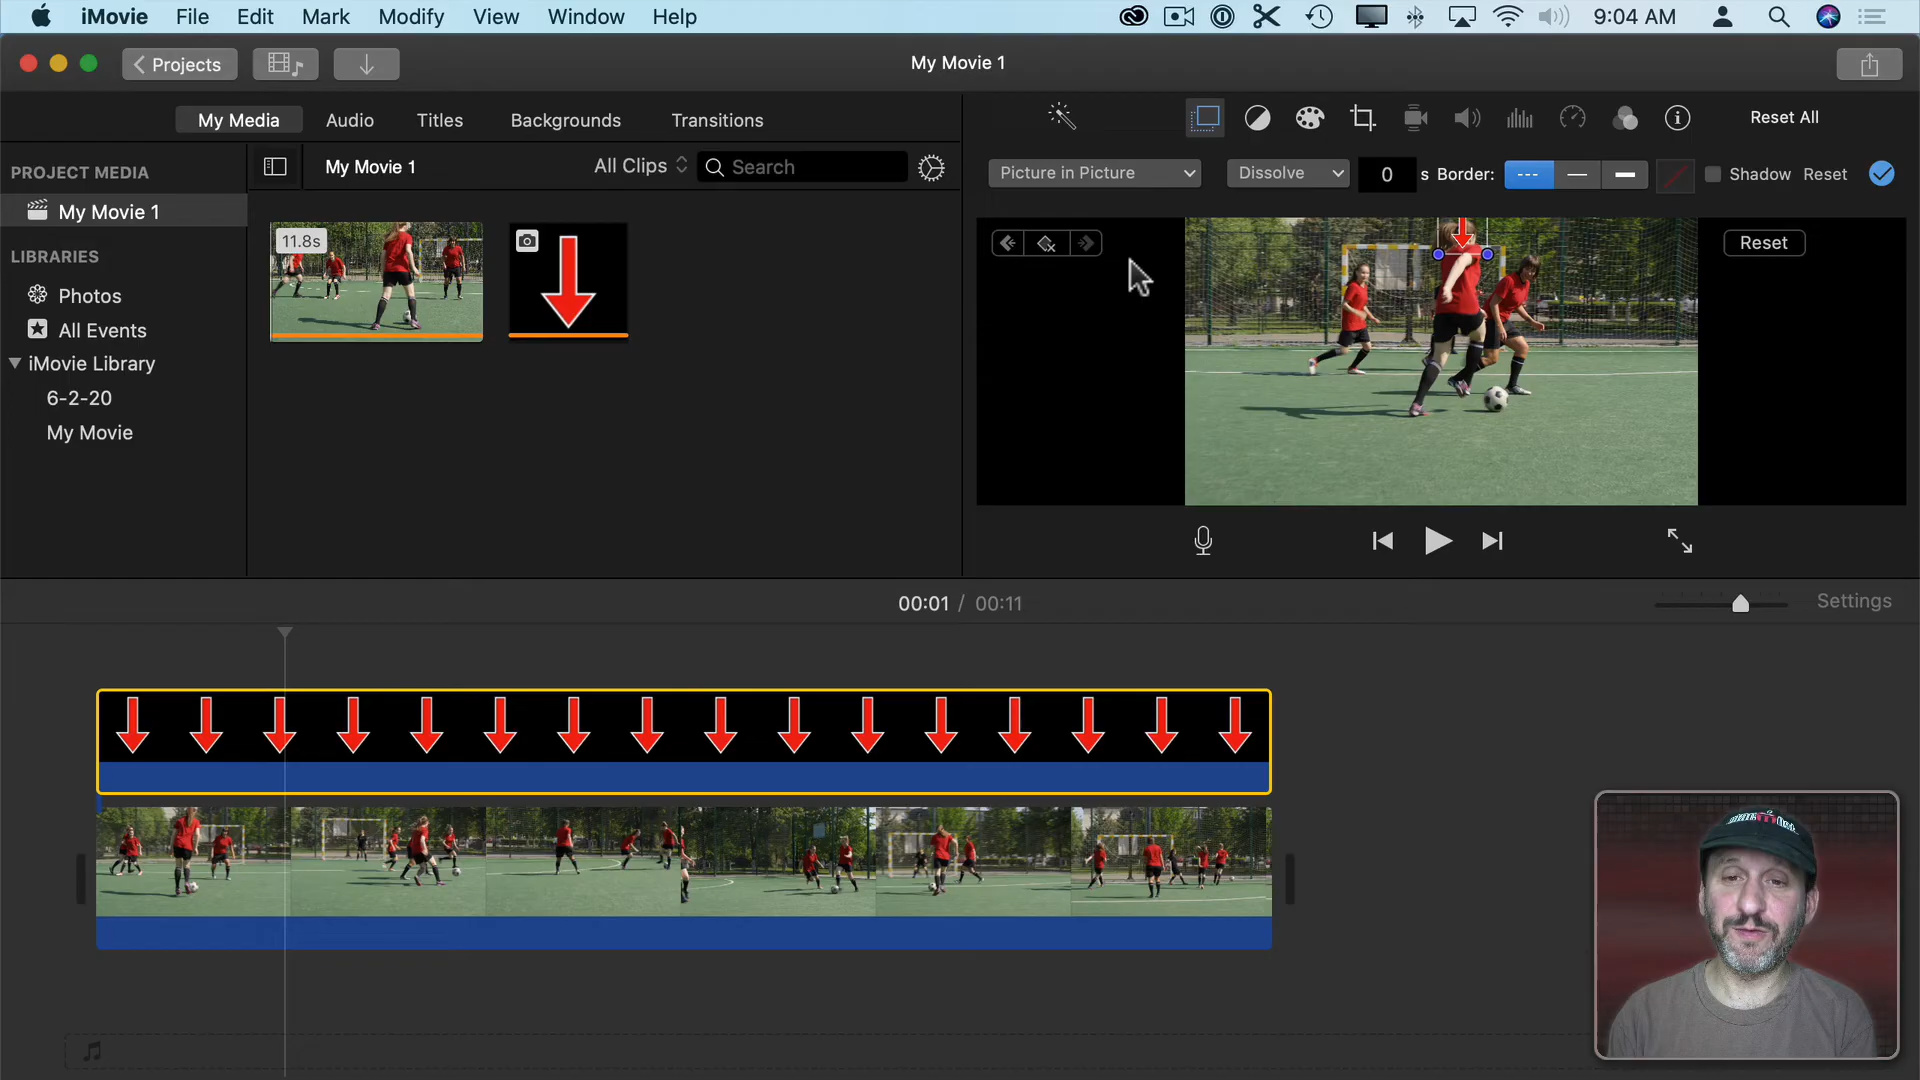 iMovie File Edit Mark Modify View Window Help 9:04 AM
Projects My Movie 1
My Media Audio Titles Backgrounds Transitions Reset All
PROJECT MEDIA My Movie 1 All Clips Search Picture in Picture Dissolve 0 s Border: Shadow Reset
My Movie 1
11.8s Reset
LIBRARIES
Photos
All Events
iMovie Library
6-2-20
My Movie
00:01 / 00:11 Settings